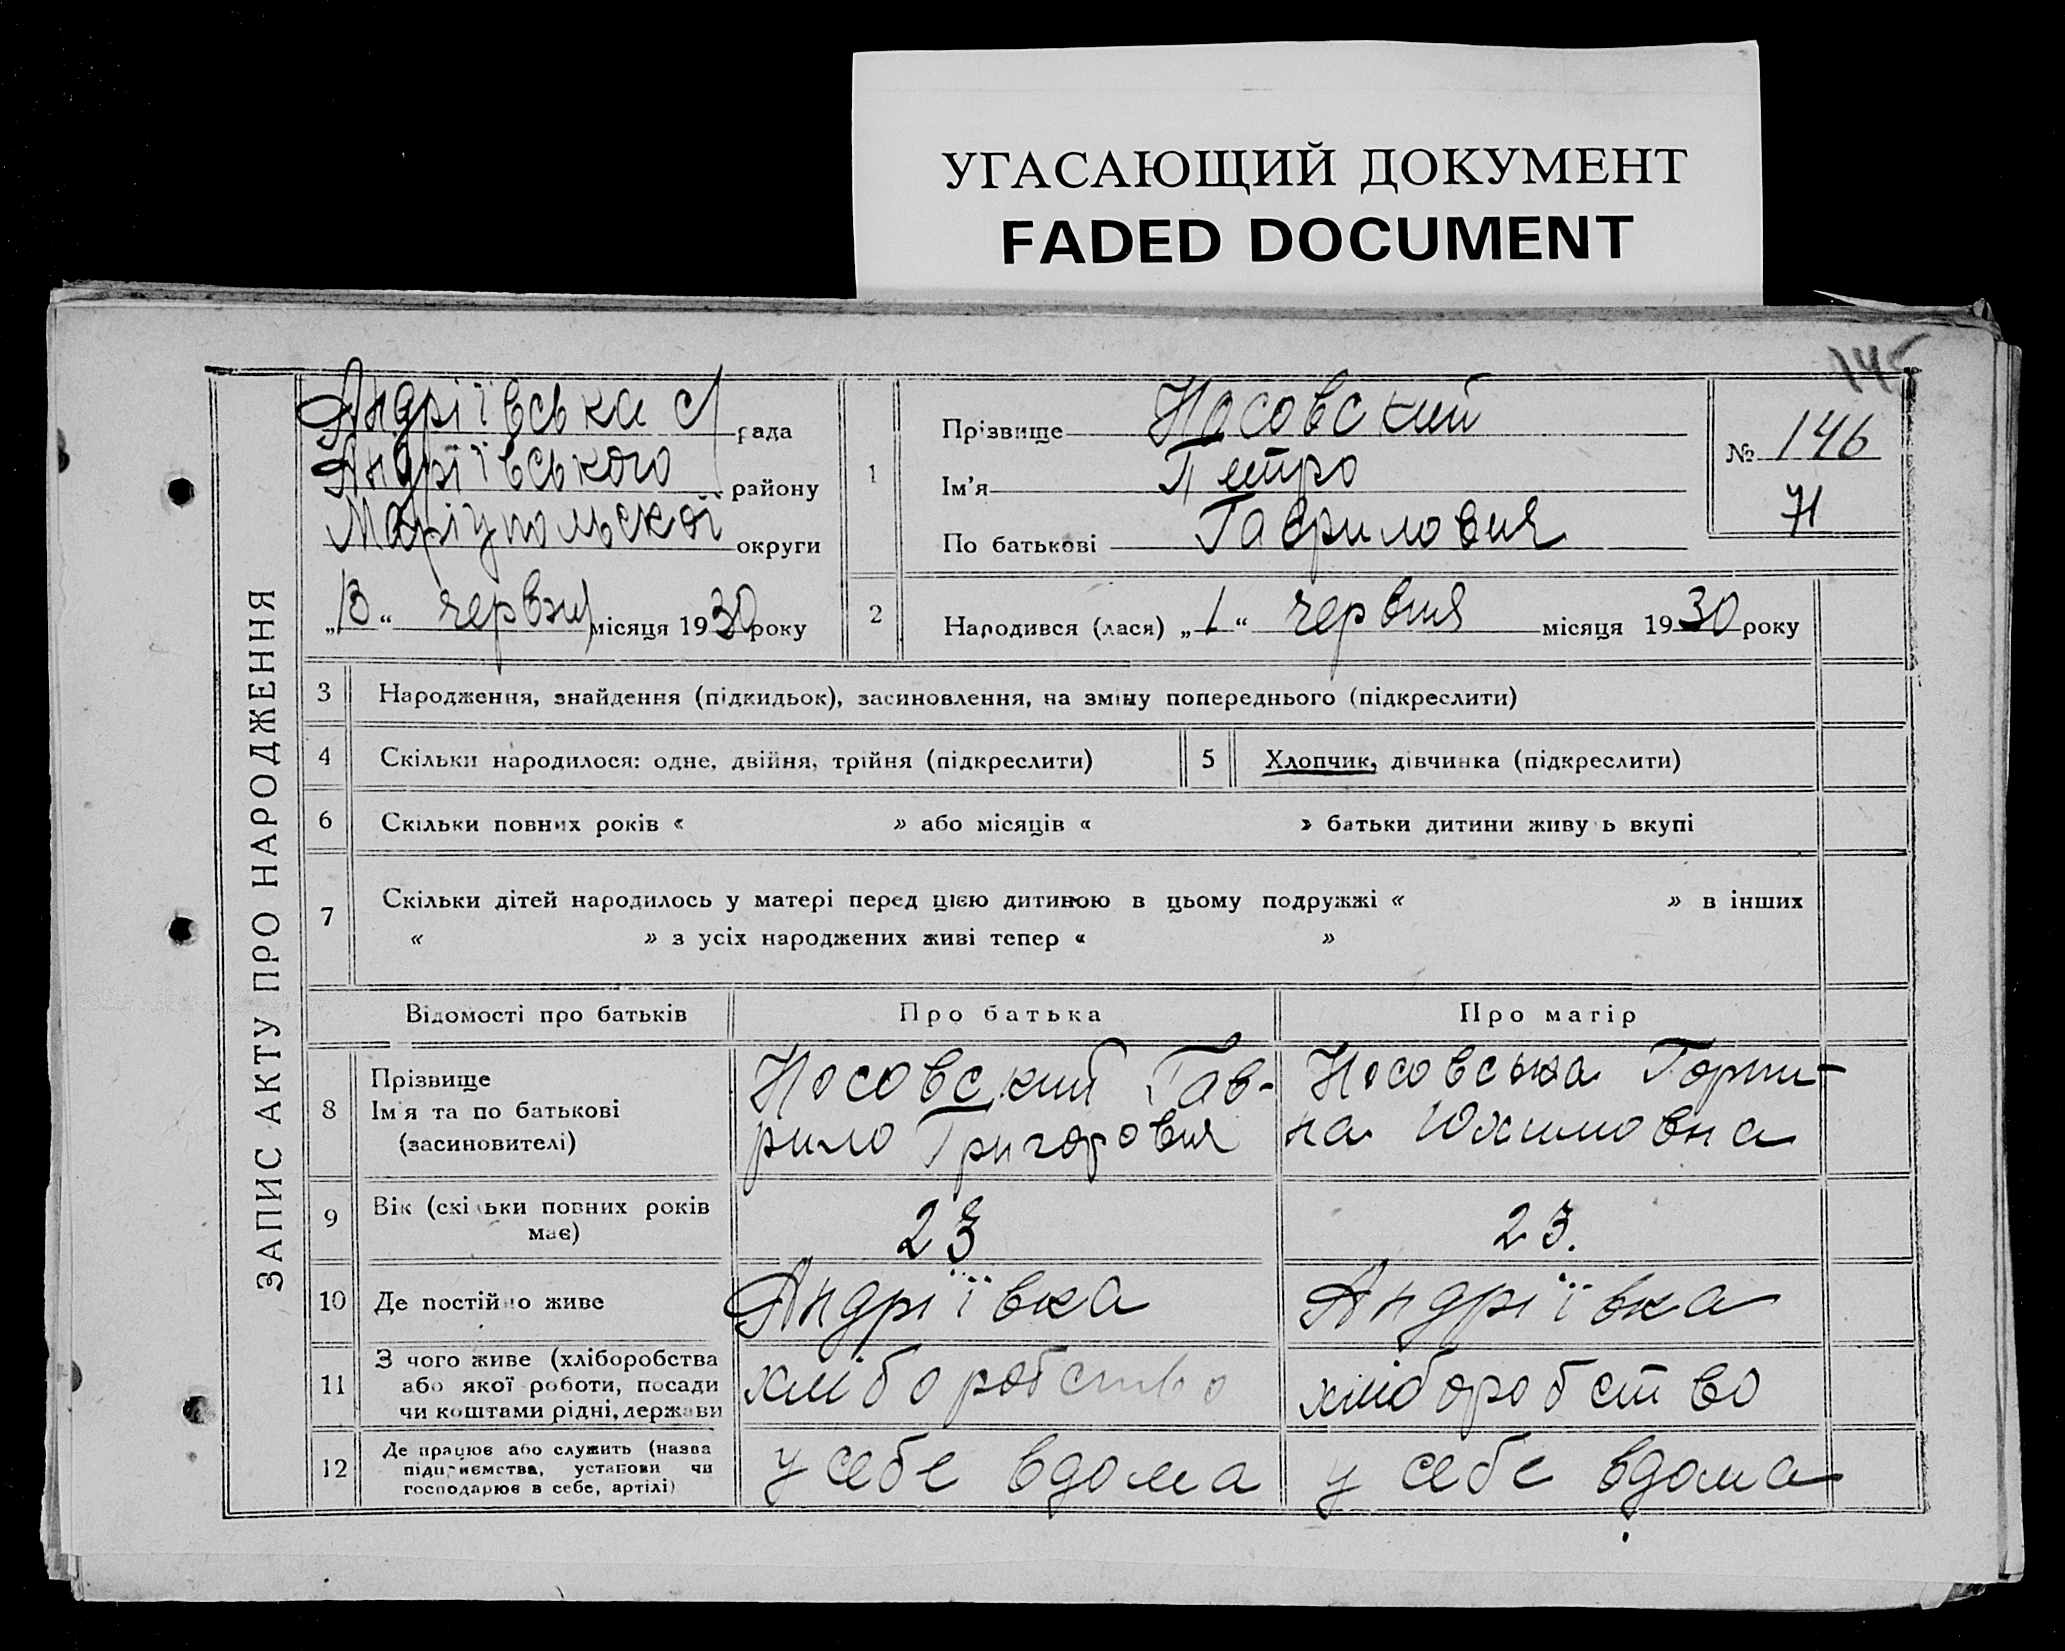 УГАСАЮЩИЙ ДОКУМЕНТ
FADED DOCUMENT
145
ЗАПИС АКТУ ПРО НАРОДЖЕННЯ
Андріївська с/рада
Андріївського району
Маріупольської округи
„13“ червня місяця 1930 року
1
Прізвище Носовский
Ім'я Петро
По батькові Гаврилович
№ 146
71
2 Народився (лася) „1“ червня місяця 1930 року
3 Народження, знайдення (підкидьок), засиновлення, на зміну попереднього (підкреслити)
4 Скільки народилося: одне, двійня, трійня (підкреслити) 5 Хлопчик, дівчинка (підкреслити)
6 Скільки повних років « » або місяців « » батьки дитини живуть вкупі
7 Скільки дітей народилось у матері перед цією дитиною в цьому подружжі « » в інших
« » з усіх народжених живі тепер « »
Відомості про батьків Про батька Про матір
8 Прізвище
Ім'я та по батькові
(засиновителі)
Носовский Гав-
рило Григорович
Носовська Горпи-
на Юхимовна
9 Вік (скільки повних років
має)
23 23.
10 Де постійно живе Андріївка Андріївка
11 З чого живе (хліборобства
або якої роботи, посади
чи коштами рідні, держави
хліборобство хліборобство
12 Де працює або служить (назва
підприємства, установи чи
господарює в себе, артілі)
у себе вдома у себе вдома